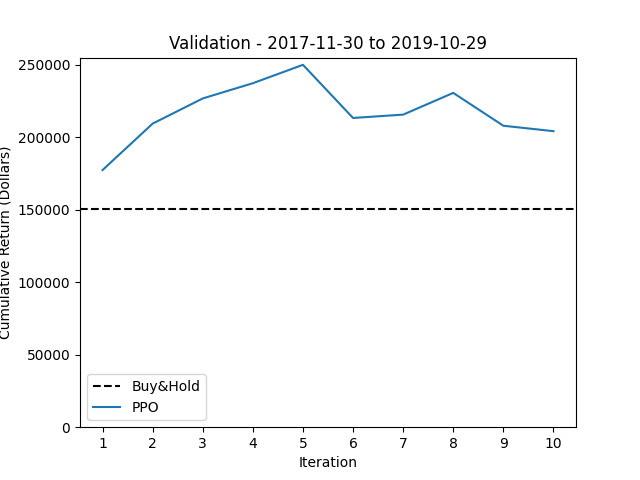 Validation - 2017-11-30 to 2019-10-29
Cumulative Return (Dollars)
250000
200000
150000
100000
50000
0
Buy&Hold
PPO
1 2 3 4 5 6 7 8 9 10
Iteration